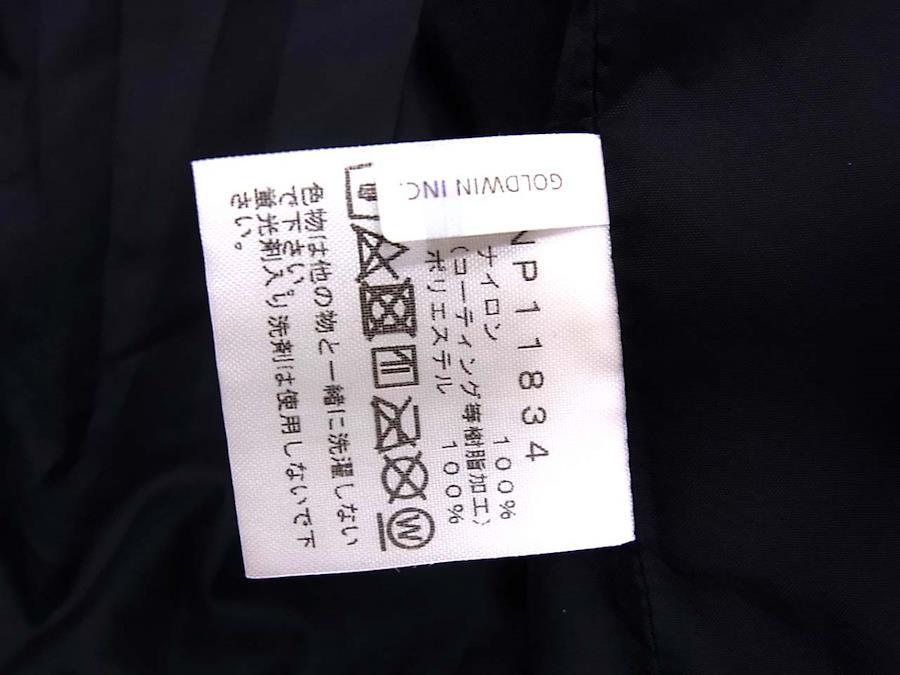 GOLDWIN INC.
NP11834
ナイロン 100%
(コーティング等樹脂加工)
ポリエステル 100%
W
色物は他の物と一緒に洗濯しない
で下さい。
蛍光剤入り洗剤は使用しないで下
さい。